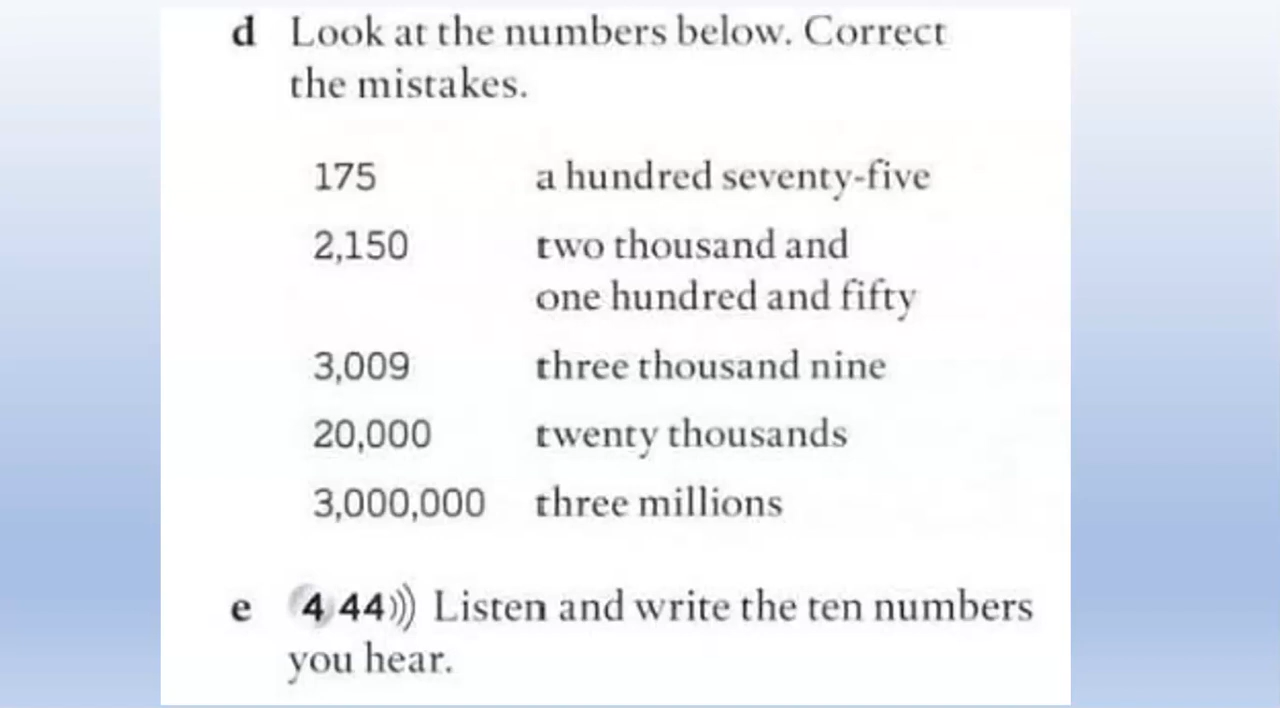 d Look at the numbers below. Correct
the mistakes.
175 a hundred seventy-five
2,150 two thousand and
one hundred and fifty
3,009 three thousand nine
20,000 twenty thousands
3,000,000 three millions
e 4 44))) Listen and write the ten numbers
you hear.